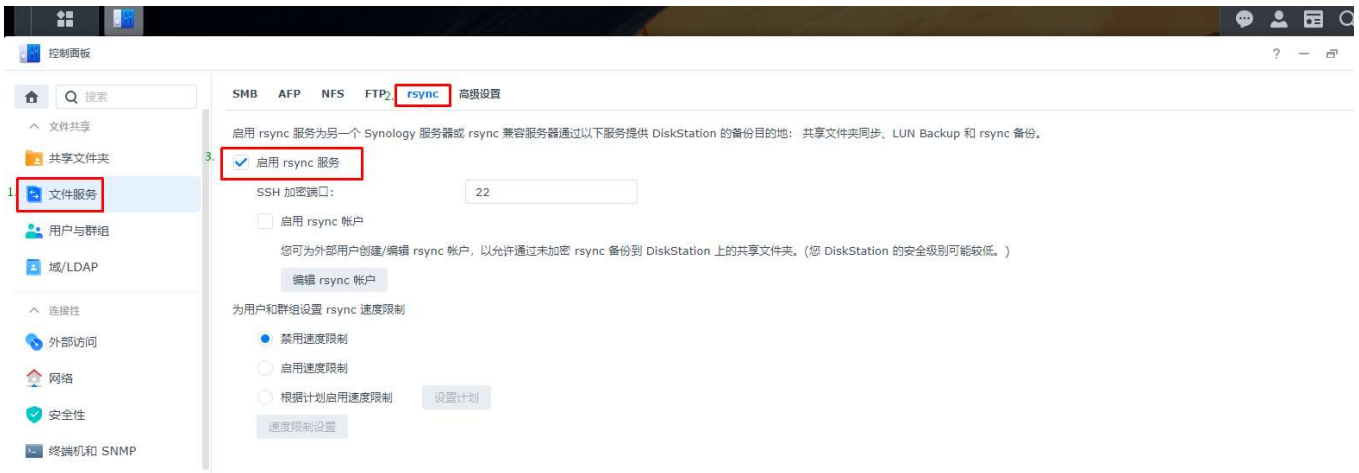 控制面板
?
搜索
SMB AFP NFS FTP 2. rsync 高级设置
文件共享
启用 rsync 服务为另一个 Synology 服务器或 rsync 兼容服务器通过以下服务提供 DiskStation 的备份目的地: 共享文件夹同步、LUN Backup 和 rsync 备份。
共享文件夹
3. 启用 rsync 服务
1. 文件服务
SSH 加密端口: 22
启用 rsync 帐户
用户与群组
您可为外部用户创建/编辑 rsync 帐户, 以允许通过未加密 rsync 备份到 DiskStation 上的共享文件夹。(您 DiskStation 的安全级别可能较低。)
域/LDAP
编辑 rsync 帐户
连接性
为用户和群组设置 rsync 速度限制
外部访问
禁用速度限制
启用速度限制
网络
根据计划启用速度限制 设置计划
安全性
速度限制设置
终端机和 SNMP